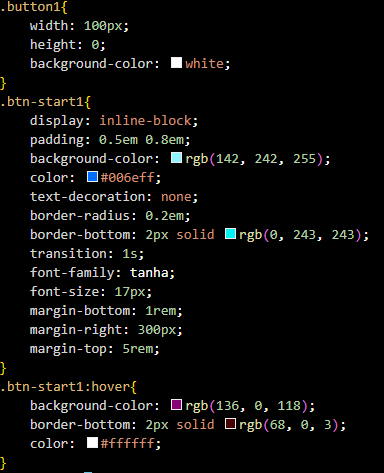 .button1{
width: 100px;
height: 0;
background-color: white;
}
.btn-start1{
display: inline-block;
padding: 0.5em 0.8em;
background-color: rgb(142, 242, 255);
color: #006eff;
text-decoration: none;
border-radius: 0.2em;
border-bottom: 2px solid rgb(0, 243, 243);
transition: 1s;
font-family: tanha;
font-size: 17px;
margin-bottom: 1rem;
margin-right: 300px;
margin-top: 5rem;
}
.btn-start1:hover{
background-color: rgb(136, 0, 118);
border-bottom: 2px solid rgb(68, 0, 3);
color: #ffffff;
}